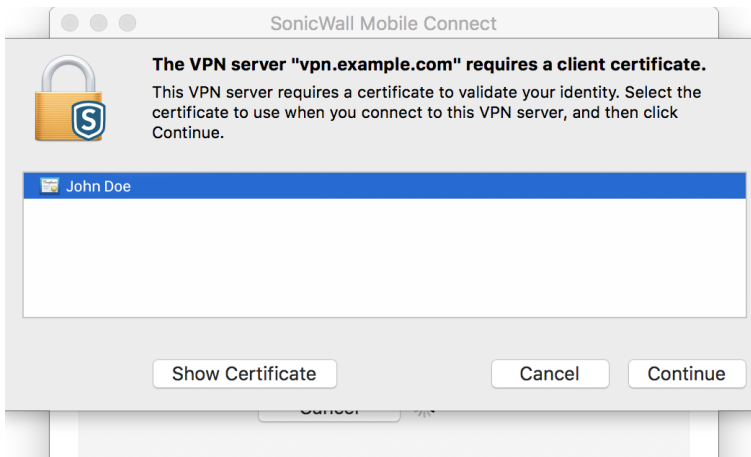 SonicWall Mobile Connect
The VPN server "vpn.example.com" requires a client certificate.
This VPN server requires a certificate to validate your identity. Select the
certificate to use when you connect to this VPN server, and then click
Continue.
John Doe
Show Certificate
Cancel
Continue
Cancel